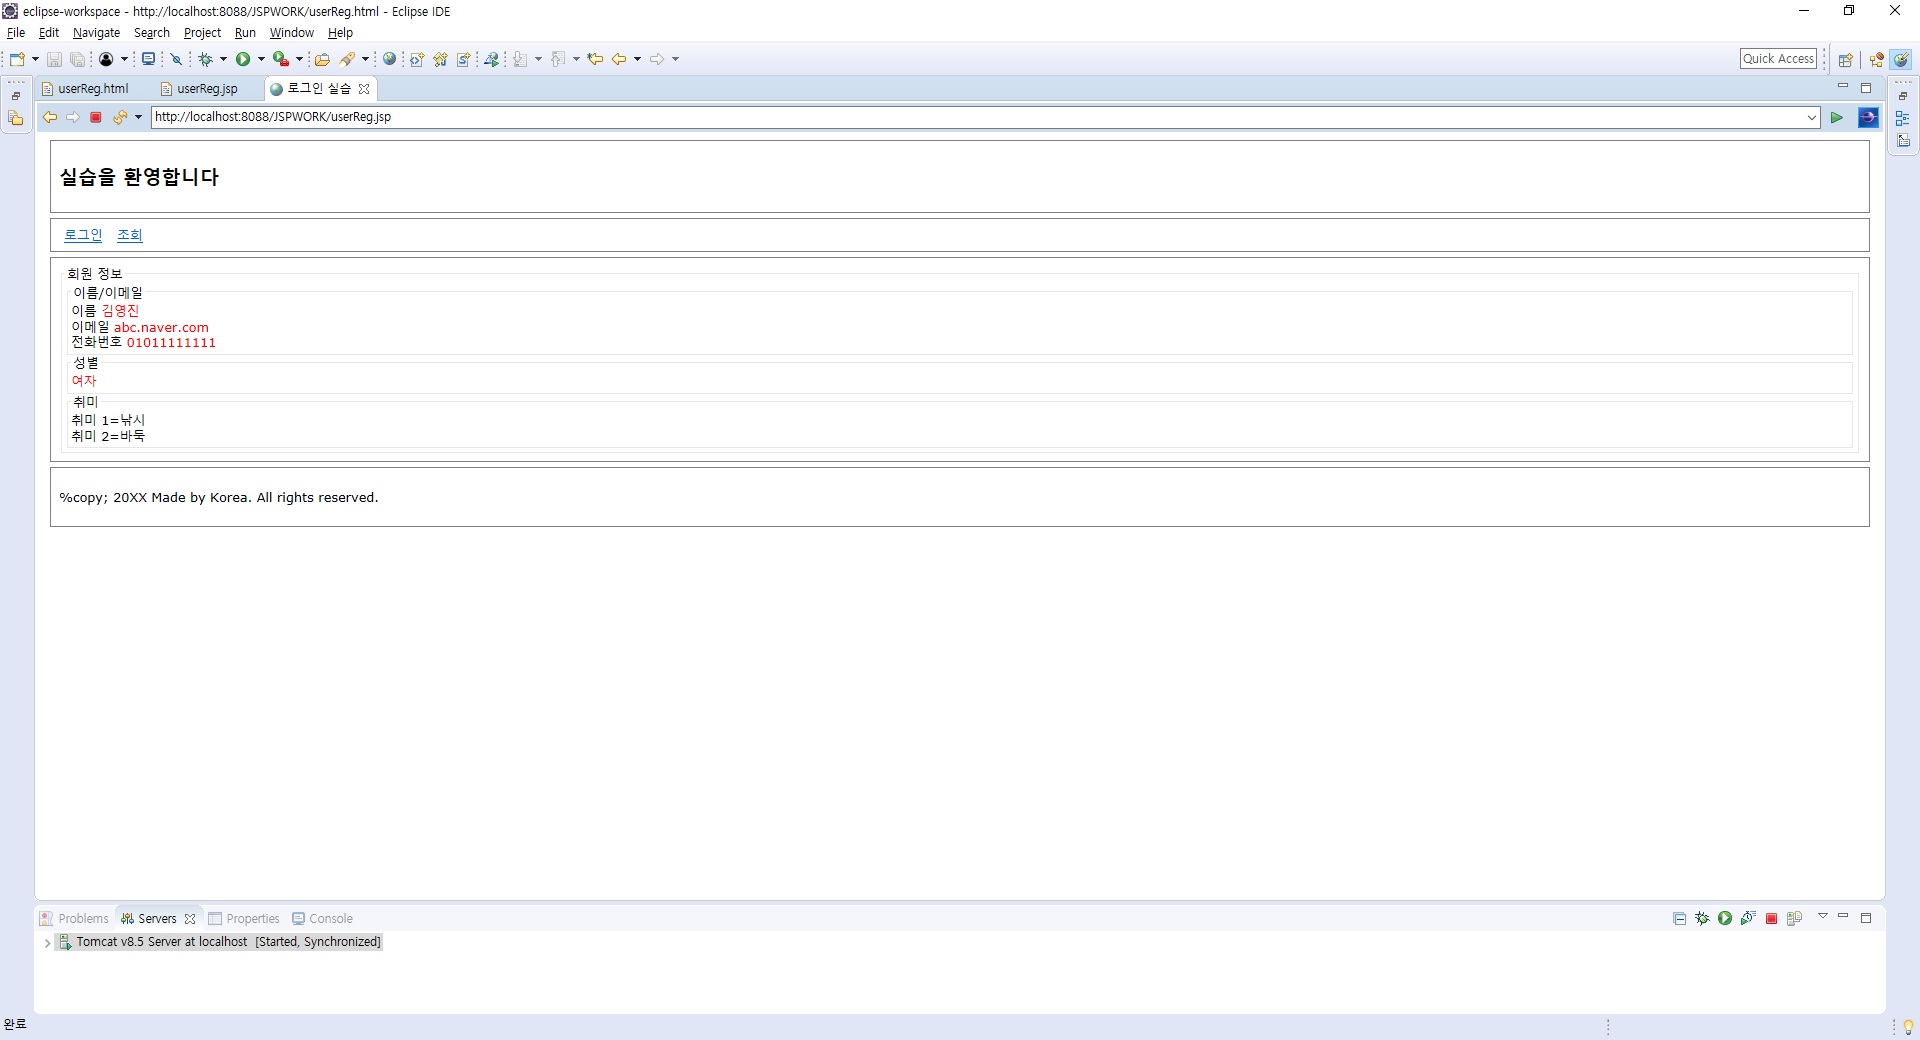 eclipse-workspace - http://localhost:8088/JSPWORK/userReg.html - Eclipse IDE
File Edit Navigate Search Project Run Window Help
Quick Access
userReg.html userReg.jsp 로그인 실습
http://localhost:8088/JSPWORK/userReg.jsp
실습을 환영합니다
로그인 조회
회원 정보
이름/이메일
이름 김영진
이메일 abc.naver.com
전화번호 01011111111
성별
여자
취미
취미 1=낚시
취미 2=바둑
%copy; 20XX Made by Korea. All rights reserved.
Problems Servers Properties Console
Tomcat v8.5 Server at localhost [Started, Synchronized]
완료